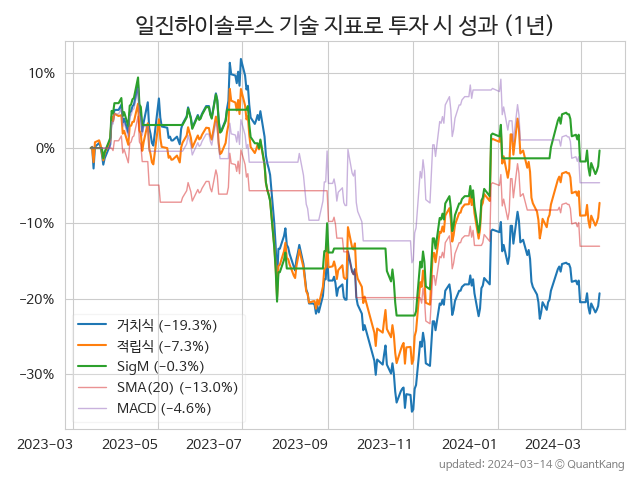 일진하이솔루스 기술 지표로 투자 시 성과 (1년)
10%
0%
−10%
−20%
−30%
거치식 (−19.3%)
적립식 (−7.3%)
SigM (−0.3%)
SMA(20) (−13.0%)
MACD (−4.6%)
2023-03 2023-05 2023-07 2023-09 2023-11 2024-01 2024-03
updated: 2024-03-14 © QuantKang